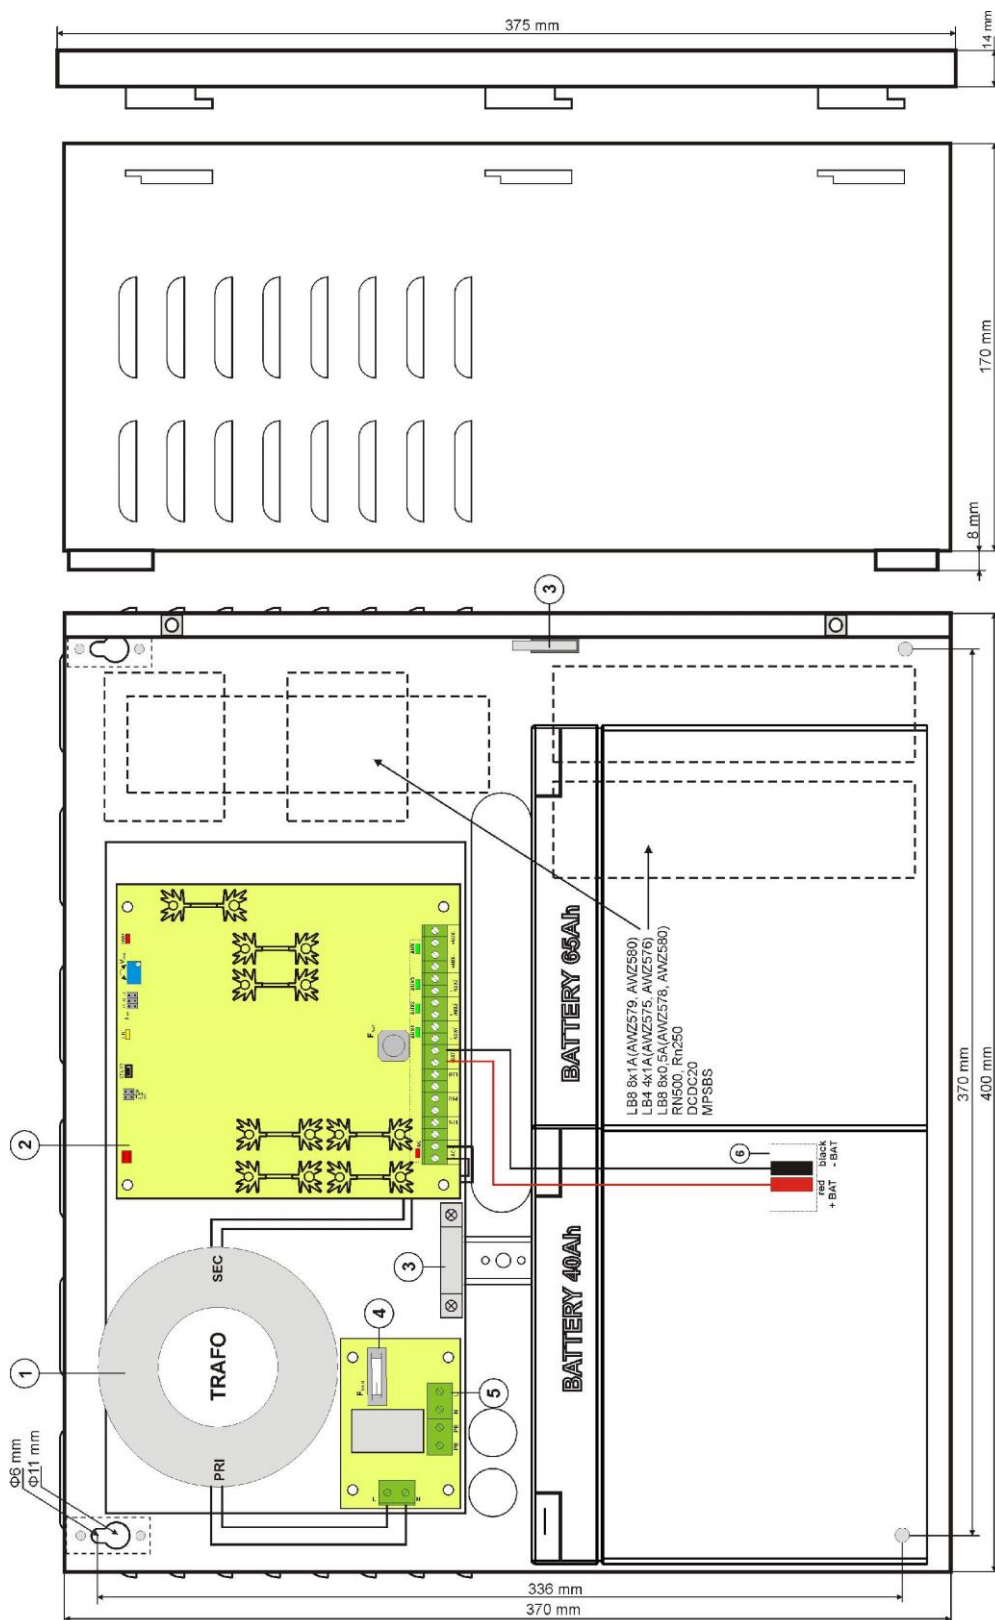 375 mm
14 mm
170 mm
8 mm
3
2
1
Φ6 mm
Φ11 mm
TRAFO
SEC
PRI
3
4
5
L
N
AC
BATTERY 65Ah
BATTERY 40Ah
LB8 8x1A(AWZ579, AWZ580)
LB4 4x1A(AWZ575, AWZ576)
LB8 8x0,5A(AWZ578, AWZ580)
RN500, Rn250
DCDC20
MPSBS
6
red
+ BAT
black
- BAT
370 mm
400 mm
336 mm
370 mm